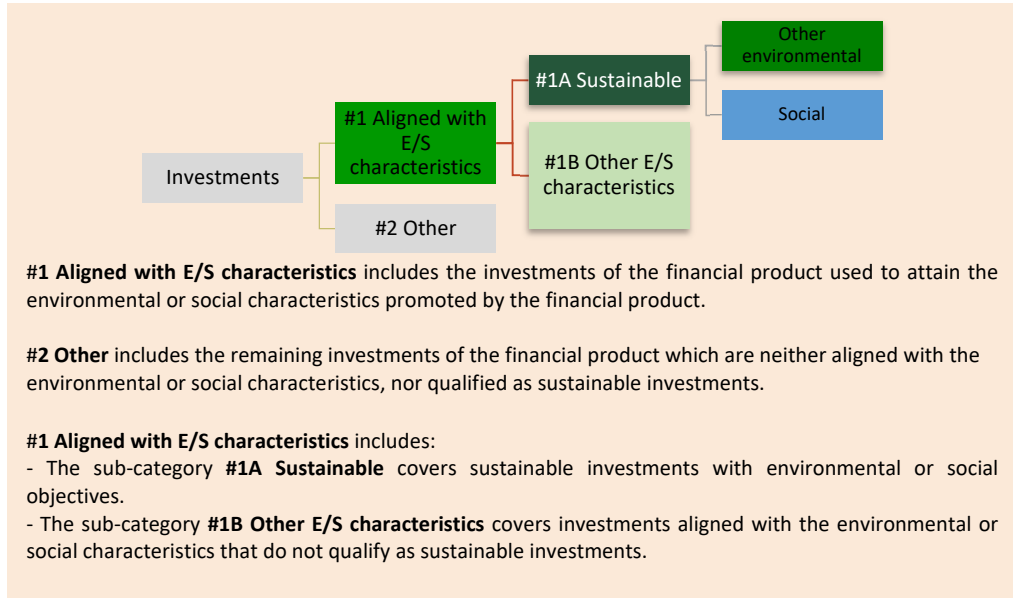 Other
environmental
#1A Sustainable
Social
#1 Aligned with
E/S
characteristics
#1B Other E/S
characteristics
Investments
#2 Other
#1 Aligned with E/S characteristics includes the investments of the financial product used to attain the
environmental or social characteristics promoted by the financial product.
#2 Other includes the remaining investments of the financial product which are neither aligned with the
environmental or social characteristics, nor qualified as sustainable investments.
#1 Aligned with E/S characteristics includes:
- The sub-category #1A Sustainable covers sustainable investments with environmental or social
objectives.
- The sub-category #1B Other E/S characteristics covers investments aligned with the environmental or
social characteristics that do not qualify as sustainable investments.